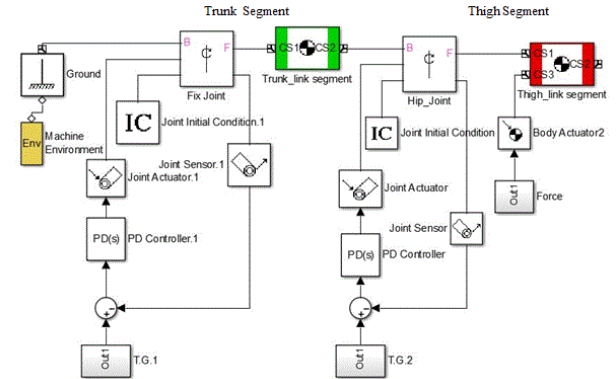 Trunk Segment
Thigh Segment
B
F
CS1
CS2
B
F
CS1
CS2
CS3
Ground
Fix Joint
Trunk_link segment
Hip_Joint
Thigh_link segment
IC
Joint Initial Condition.1
IC
Joint Initial Condition
Body Actuator2
Env
Machine
Environment
Joint Sensor.1
Joint Actuator.1
Joint Actuator
Out1
Force
Joint Sensor
PD(s)
PD Controller.1
PD(s)
PD Controller
+
−
+
−
Out1
T.G.1
Out1
T.G.2